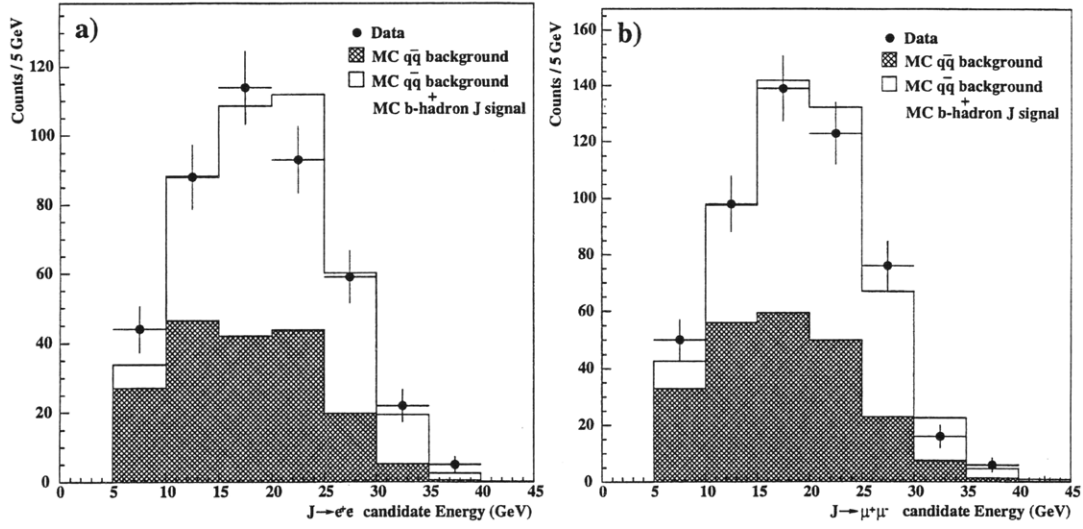 a)
Counts / 5 GeV
120
100
80
60
40
20
0
Data
MC qq̄ background
MC qq̄ background
+
MC b-hadron J signal
0 5 10 15 20 25 30 35 40 45
J→e⁺e⁻ candidate Energy (GeV)
b)
Counts / 5 GeV
160
140
120
100
80
60
40
20
0
Data
MC qq̄ background
MC qq̄ background
+
MC b-hadron J signal
0 5 10 15 20 25 30 35 40 45
J→μ⁺μ⁻ candidate Energy (GeV)